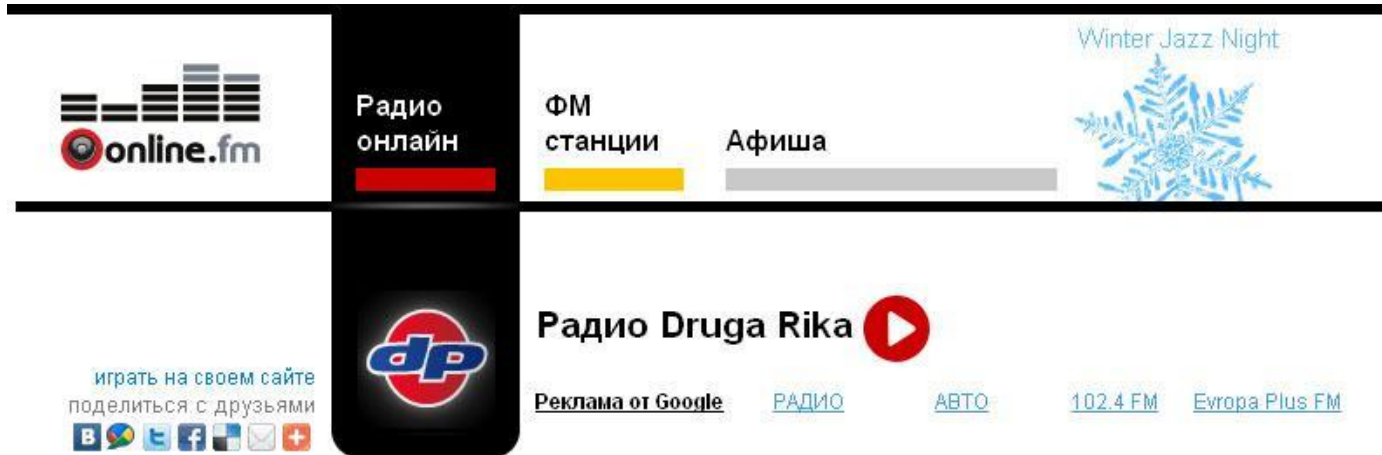 Winter Jazz Night
online.fm
Радио
онлайн
ФМ
станции
Афиша
dp
Радио Druga Rika
играть на своем сайте
поделиться с друзьями
Реклама от Google РАДИО АВТО 102.4 FM Evropa Plus FM